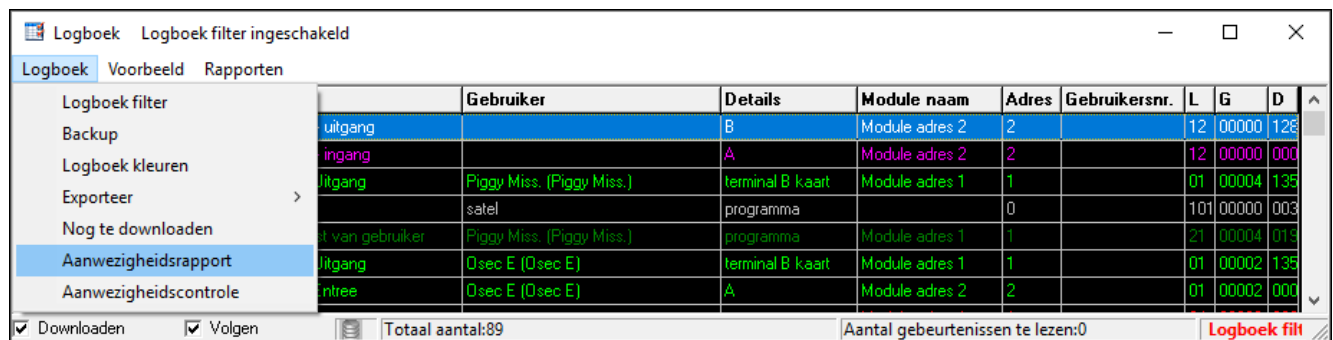 Logboek Logboek filter ingeschakeld
Logboek Voorbeeld Rapporten
Logboek filter
Backup
Logboek kleuren
Exporteer
Nog te downloaden
Aanwezigheidsrapport
Aanwezigheidscontrole
Gebruiker Details Module naam Adres Gebruikersnr. L G D
uitgang B Module adres 2 2 12 00000 128
ingang A Module adres 2 2 12 00000 000
Piggy Miss. (Piggy Miss.) terminal B kaart Module adres 1 1 01 00004 135
satel programma 0 101 00000 003
van gebruiker Piggy Miss. (Piggy Miss.) programma Module adres 1 1 21 00004 019
Osec E (Osec E) terminal B kaart Module adres 1 1 01 00002 135
Osec E (Osec E) A Module adres 2 2 01 00002 000
Downloaden Volgen Totaal aantal:89 Aantal gebeurtenissen te lezen:0 Logboek filt